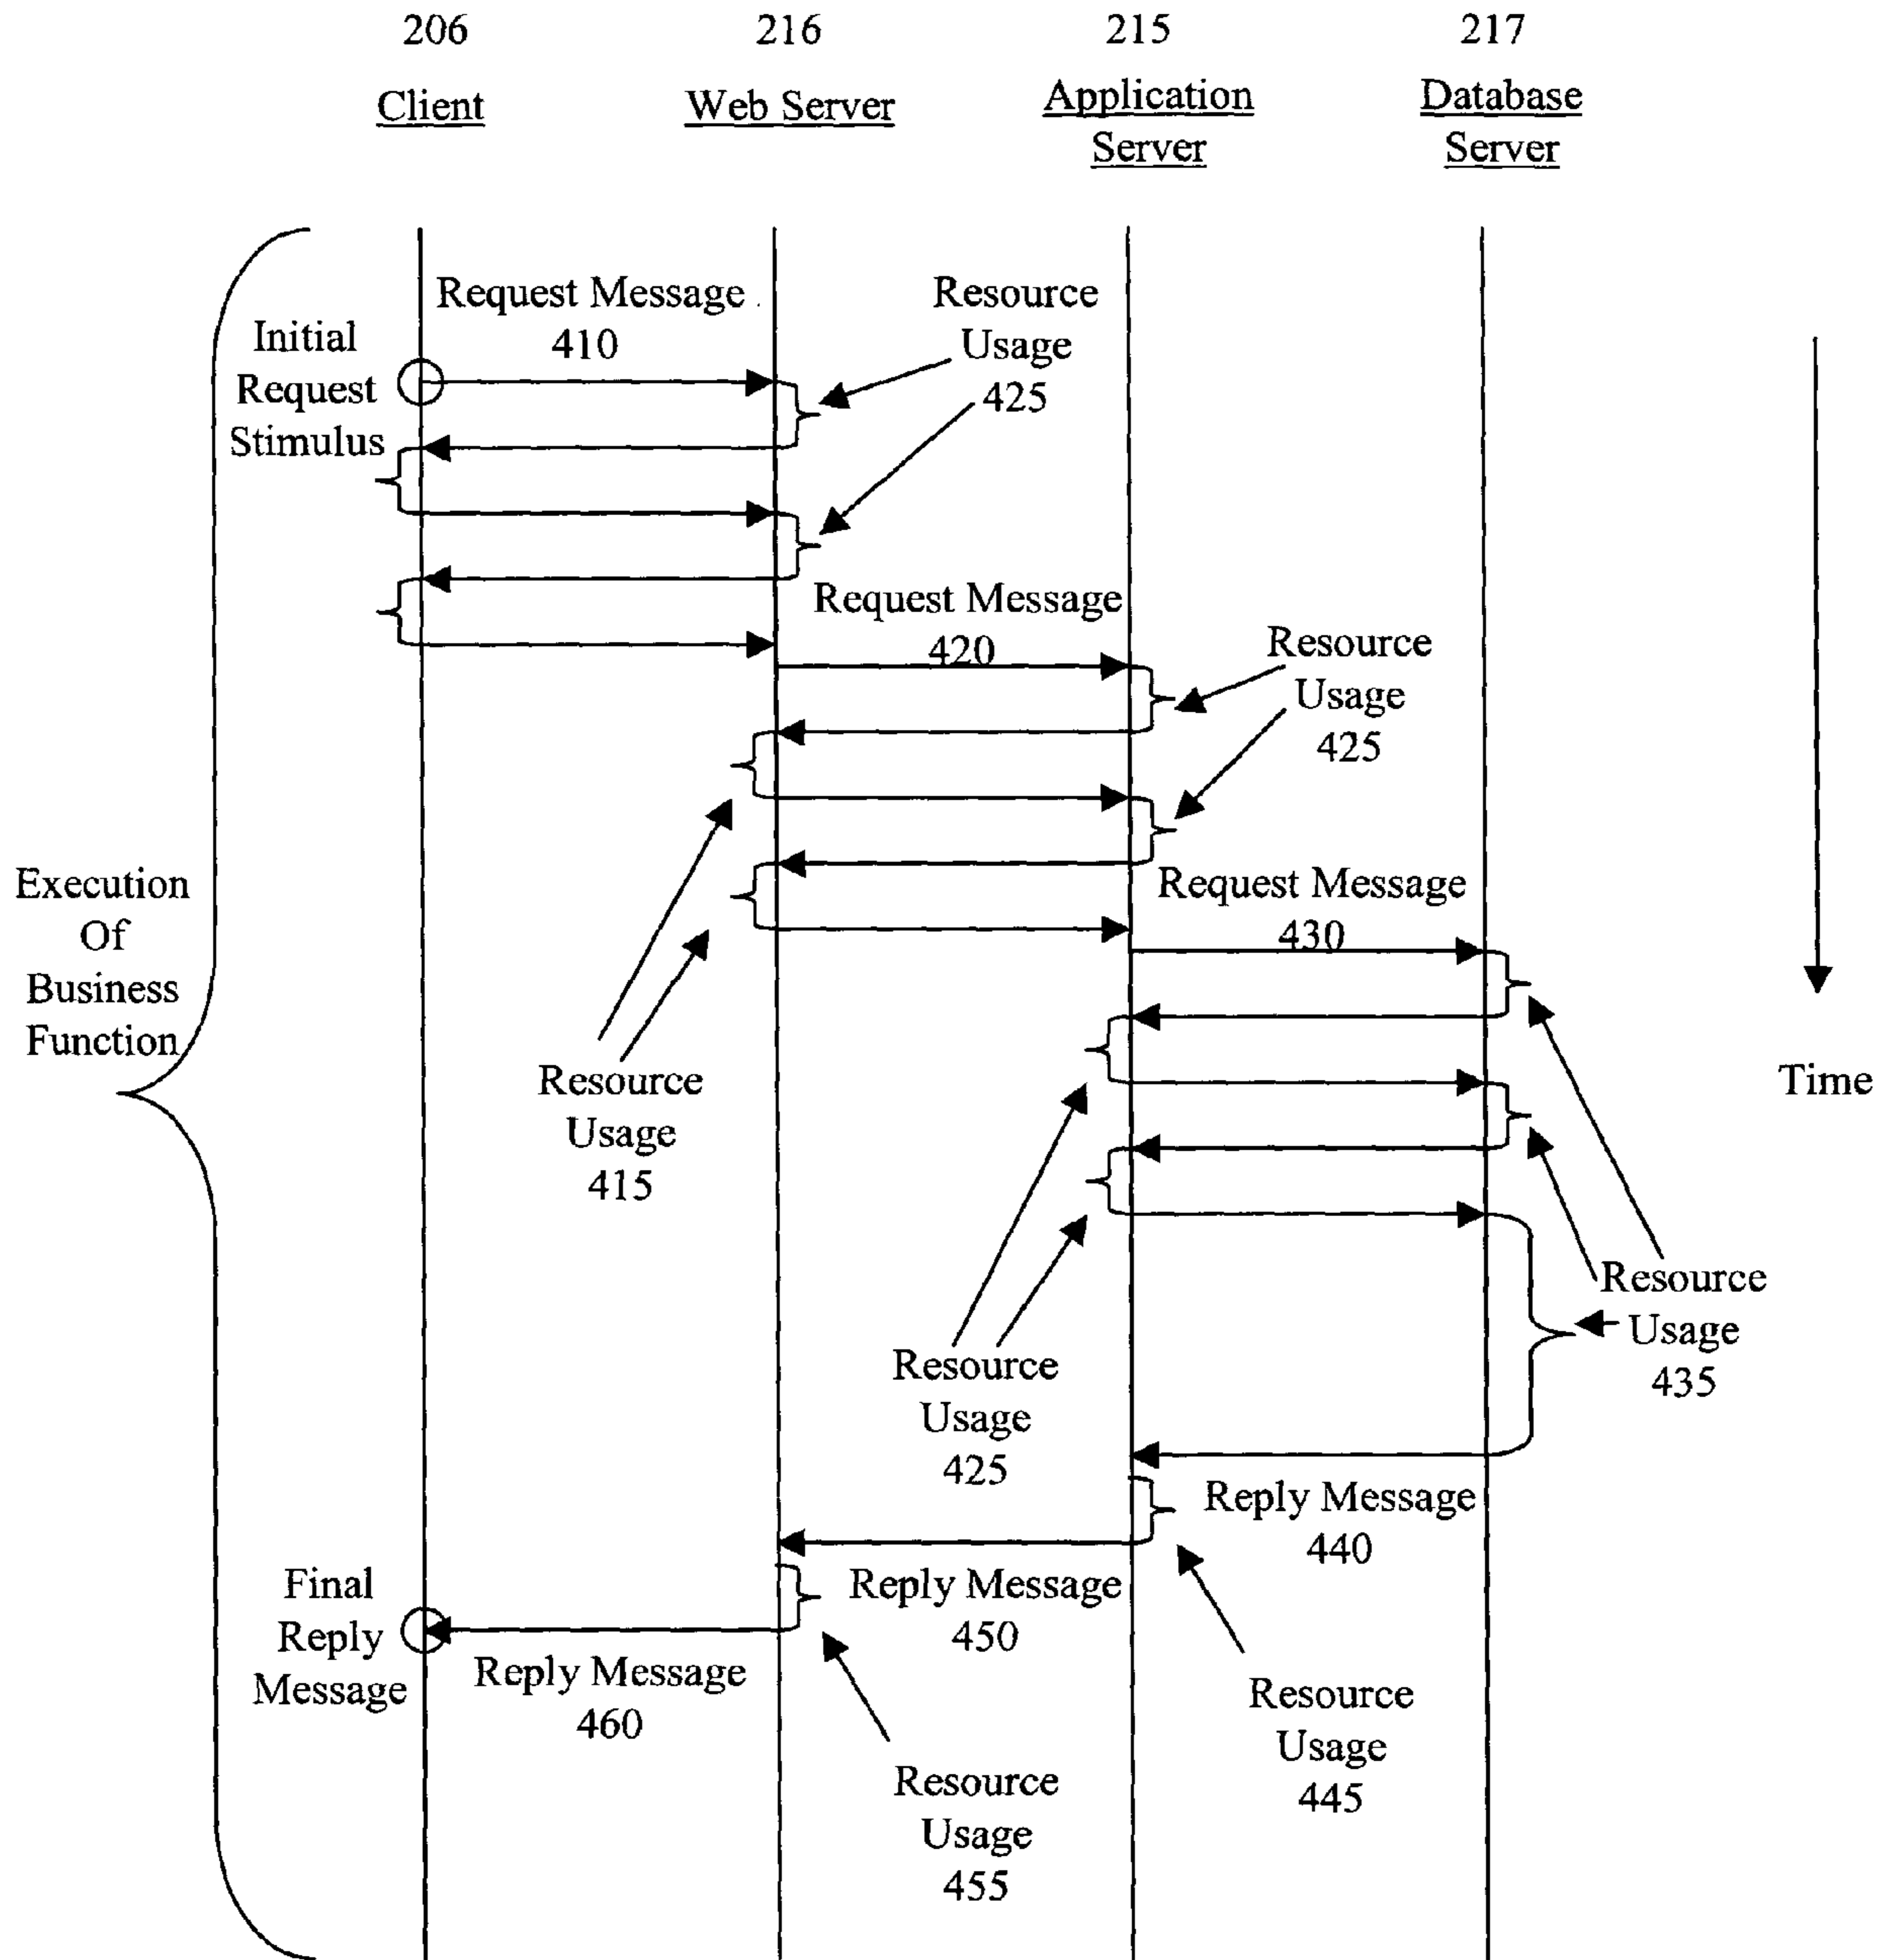 206
216
215
217
Client
Web Server
Application
Server
Database
Server
Request Message
410
Resource
Usage
425
Initial
Request
Stimulus
Request Message
420
Resource
Usage
425
Request Message
430
Execution
Of
Business
Function
Resource
Usage
415
Time
Resource
Usage
435
Resource
Usage
425
Reply Message
440
Final
Reply
Message
Reply Message
450
Reply Message
460
Resource
Usage
445
Resource
Usage
455